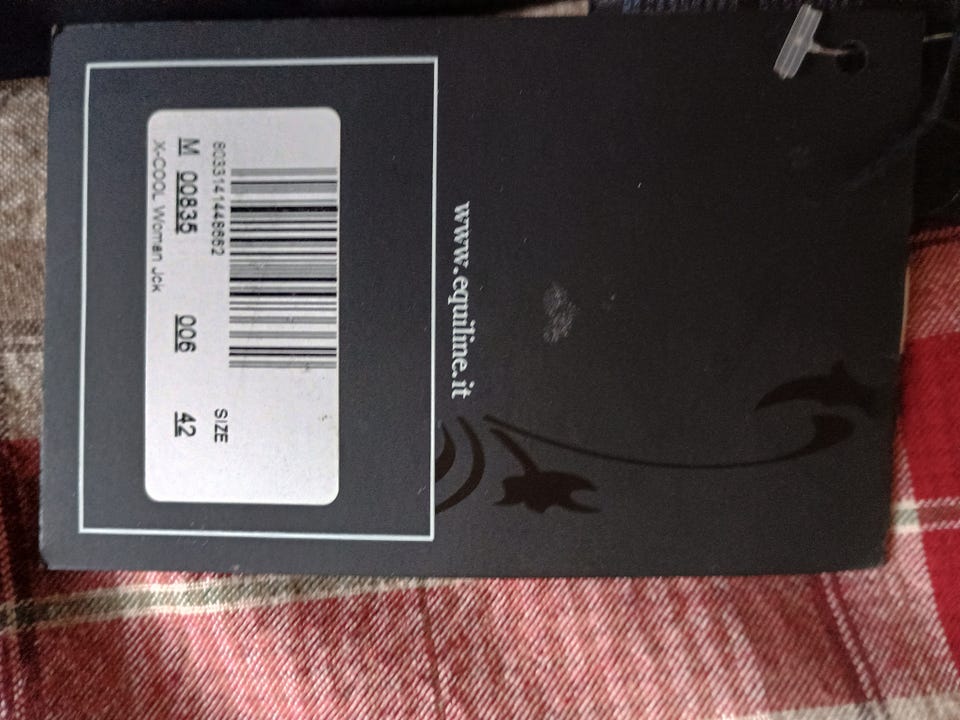 www.equiline.it
8033141448662 SIZE
M 00835 006 42
X-COOL Woman Jck